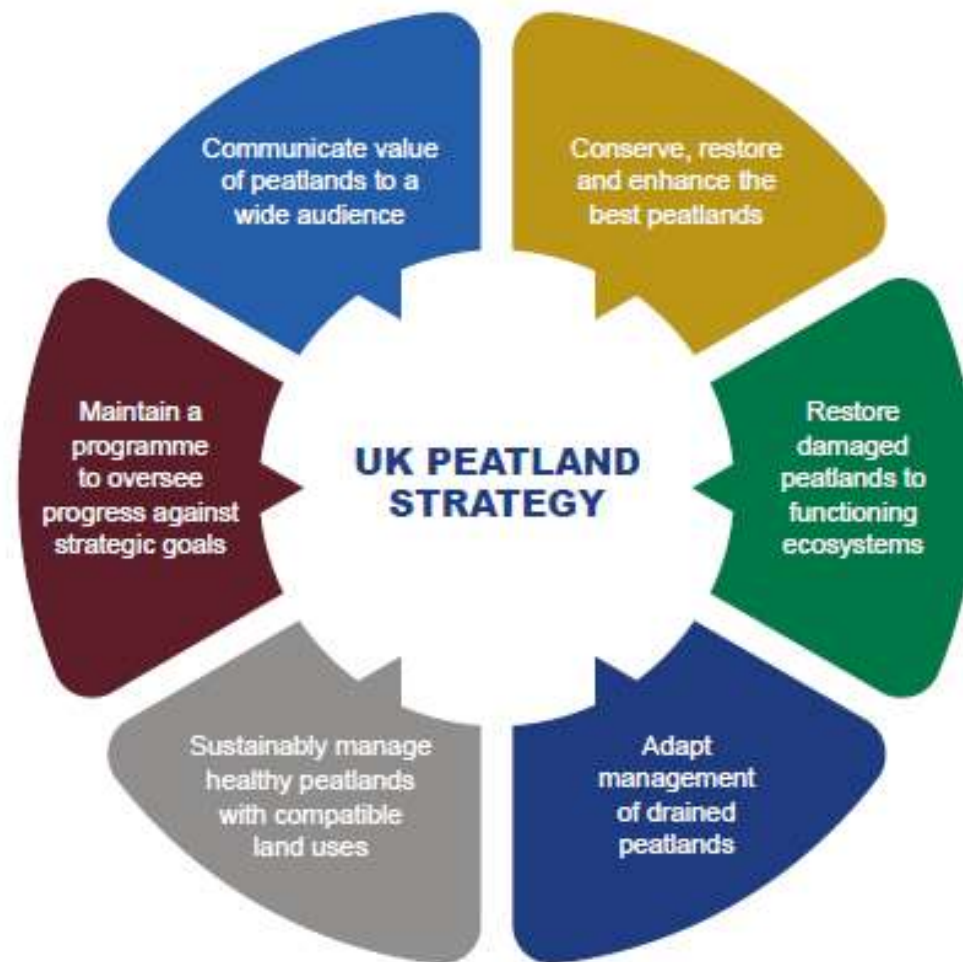 Communicate value
of peatlands to a
wide audience
Conserve, restore
and enhance the
best peatlands
Maintain a
programme
to oversee
progress against
strategic goals
UK PEATLAND
STRATEGY
Restore
damaged
peatlands to
functioning
ecosystems
Sustainably manage
healthy peatlands
with compatible
land uses
Adapt
management
of drained
peatlands